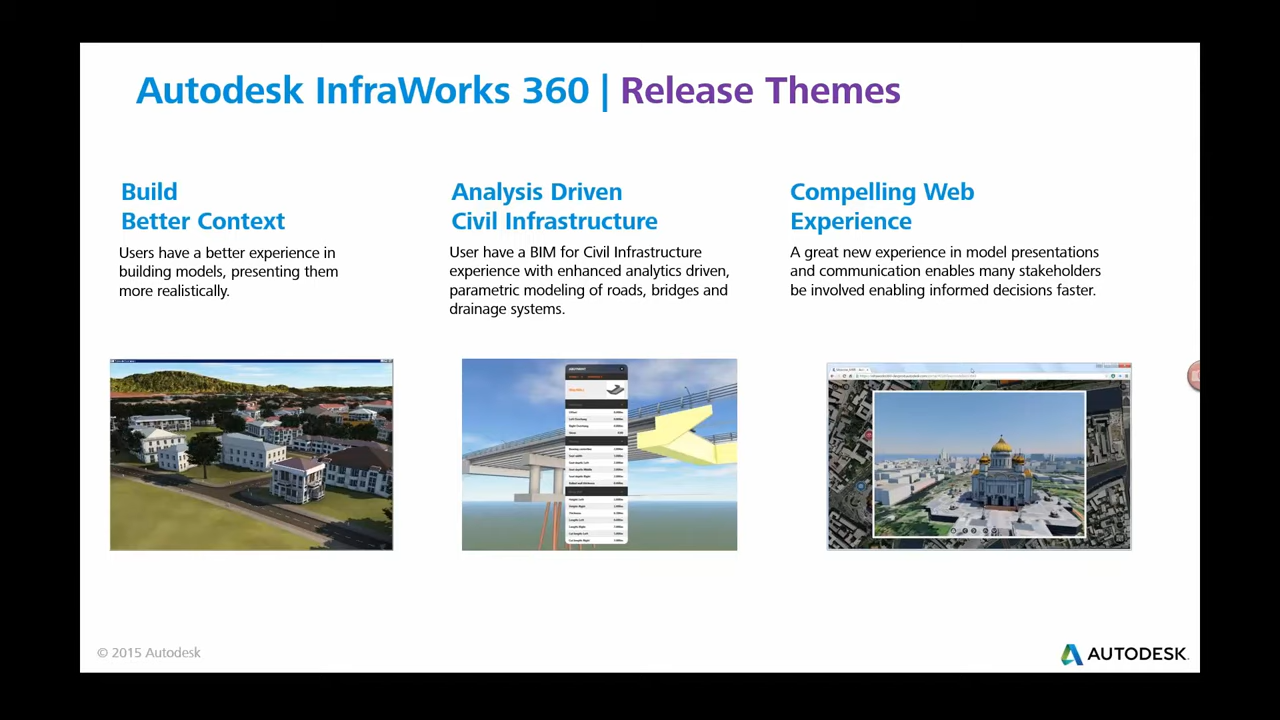 Autodesk InfraWorks 360 | Release Themes
Build
Better Context
Users have a better experience in
building models, presenting them
more realistically.
Analysis Driven
Civil Infrastructure
User have a BIM for Civil Infrastructure
experience with enhanced analytics driven,
parametric modeling of roads, bridges and
drainage systems.
Compelling Web
Experience
A great new experience in model presentations
and communication enables many stakeholders
be involved enabling informed decisions faster.
© 2015 Autodesk
AUTODESK.